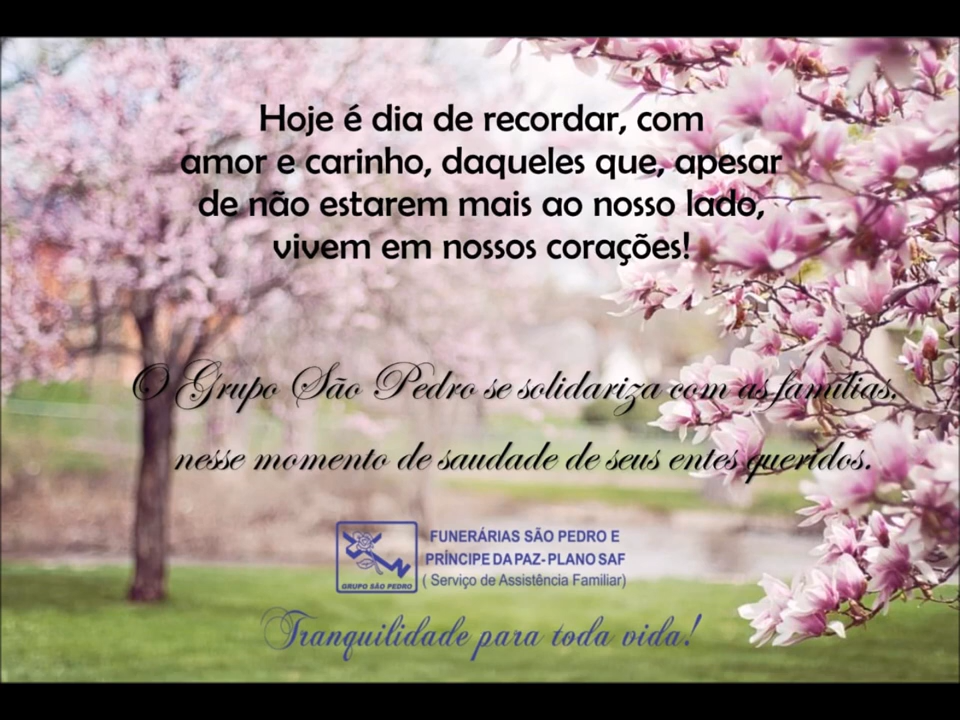 Hoje é dia de recordar, com
amor e carinho, daqueles que, apesar
de não estarem mais ao nosso lado,
vivem em nossos corações!
O Grupo São Pedro se solidariza com as famílias.
nesse momento de saudade de seus entes queridos.
FUNERÁRIAS SÃO PEDRO E
PRÍNCIPE DA PAZ- PLANO SAF
( Serviço de Assistência Familiar)
GRUPO SÃO PEDRO
Tranquilidade para toda vida!